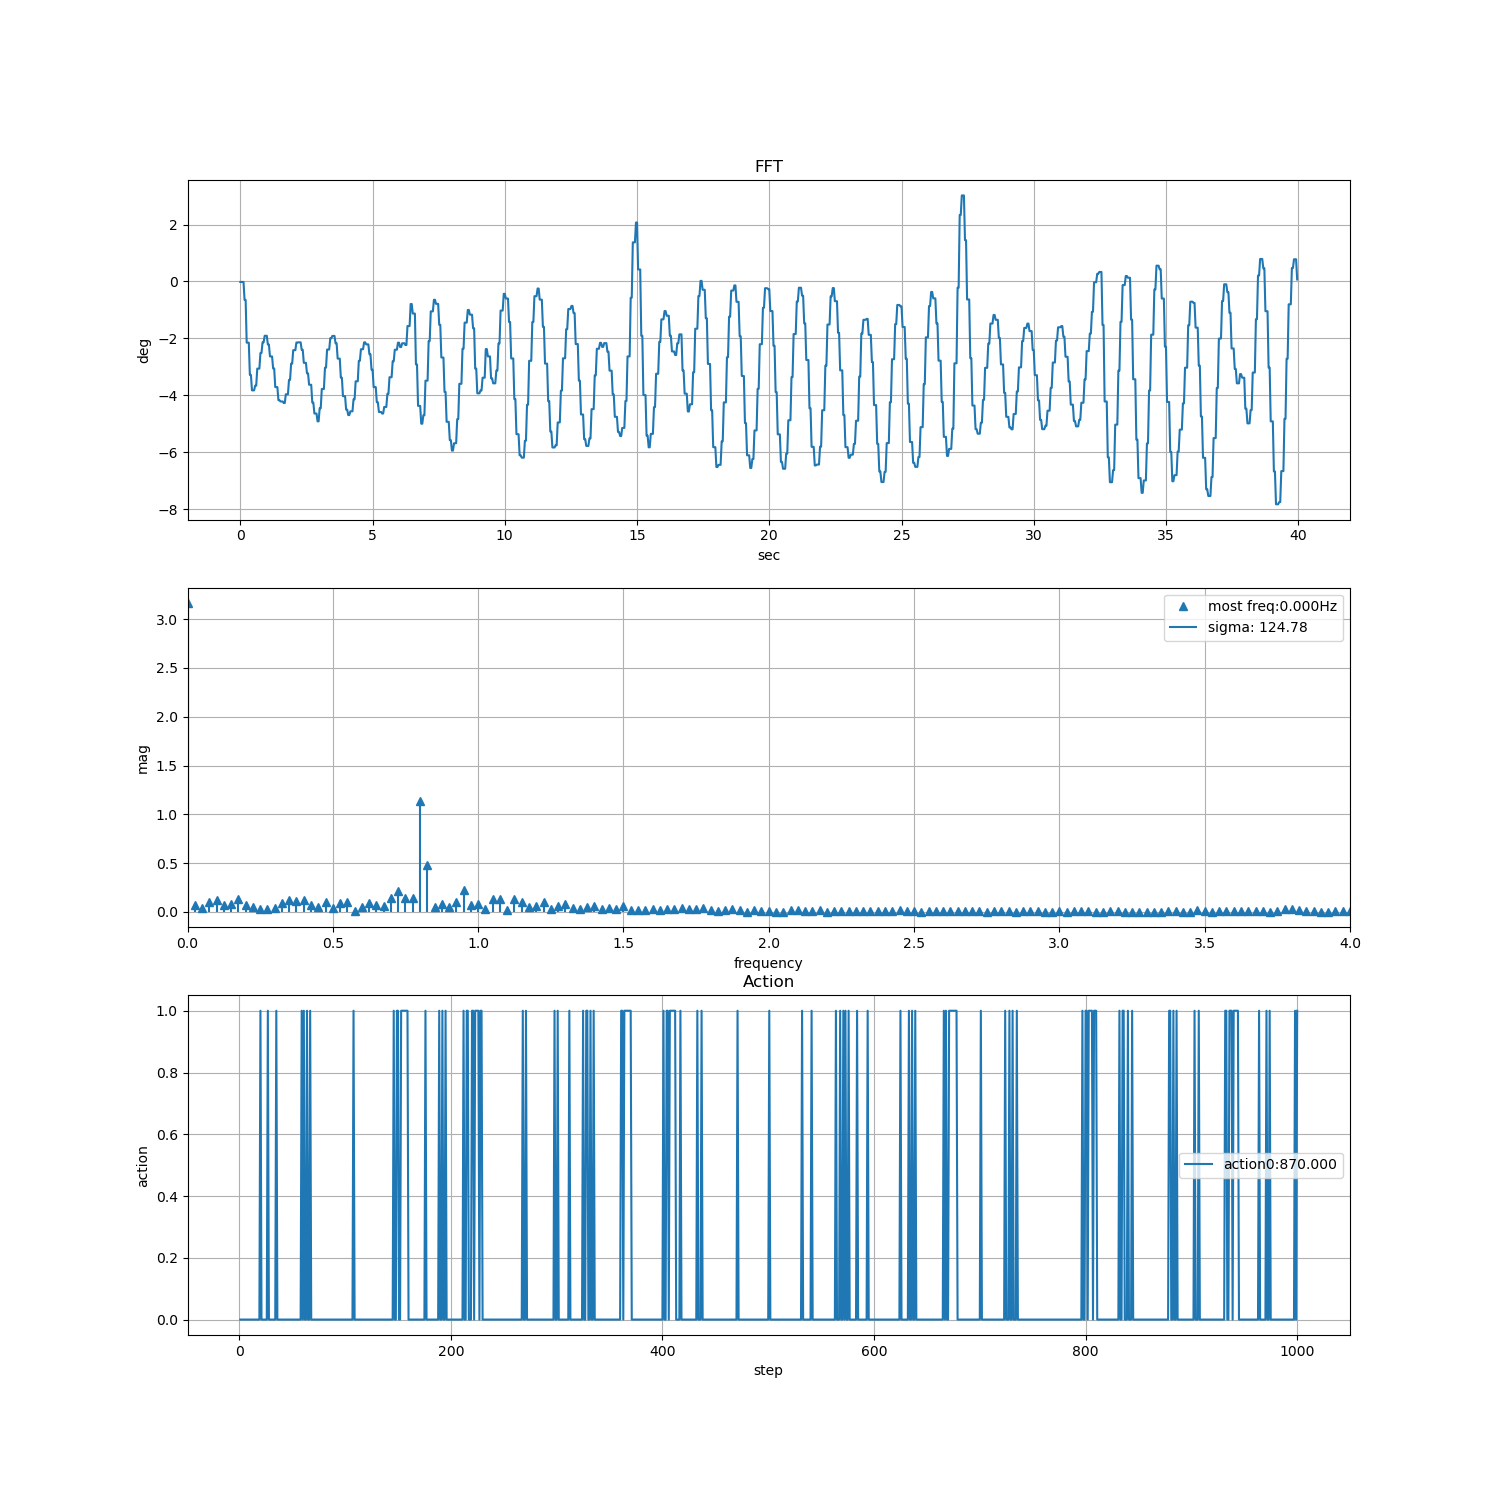 FFT
2
0
−2
−4
−6
−8
deg
0 5 10 15 20 25 30 35 40
sec
3.0
2.5
2.0
1.5
1.0
0.5
0.0
mag
most freq:0.000Hz
sigma: 124.78
0.0 0.5 1.0 1.5 2.0 2.5 3.0 3.5 4.0
frequency
Action
1.0
0.8
0.6
0.4
0.2
0.0
action
action0:870.000
0 200 400 600 800 1000
step